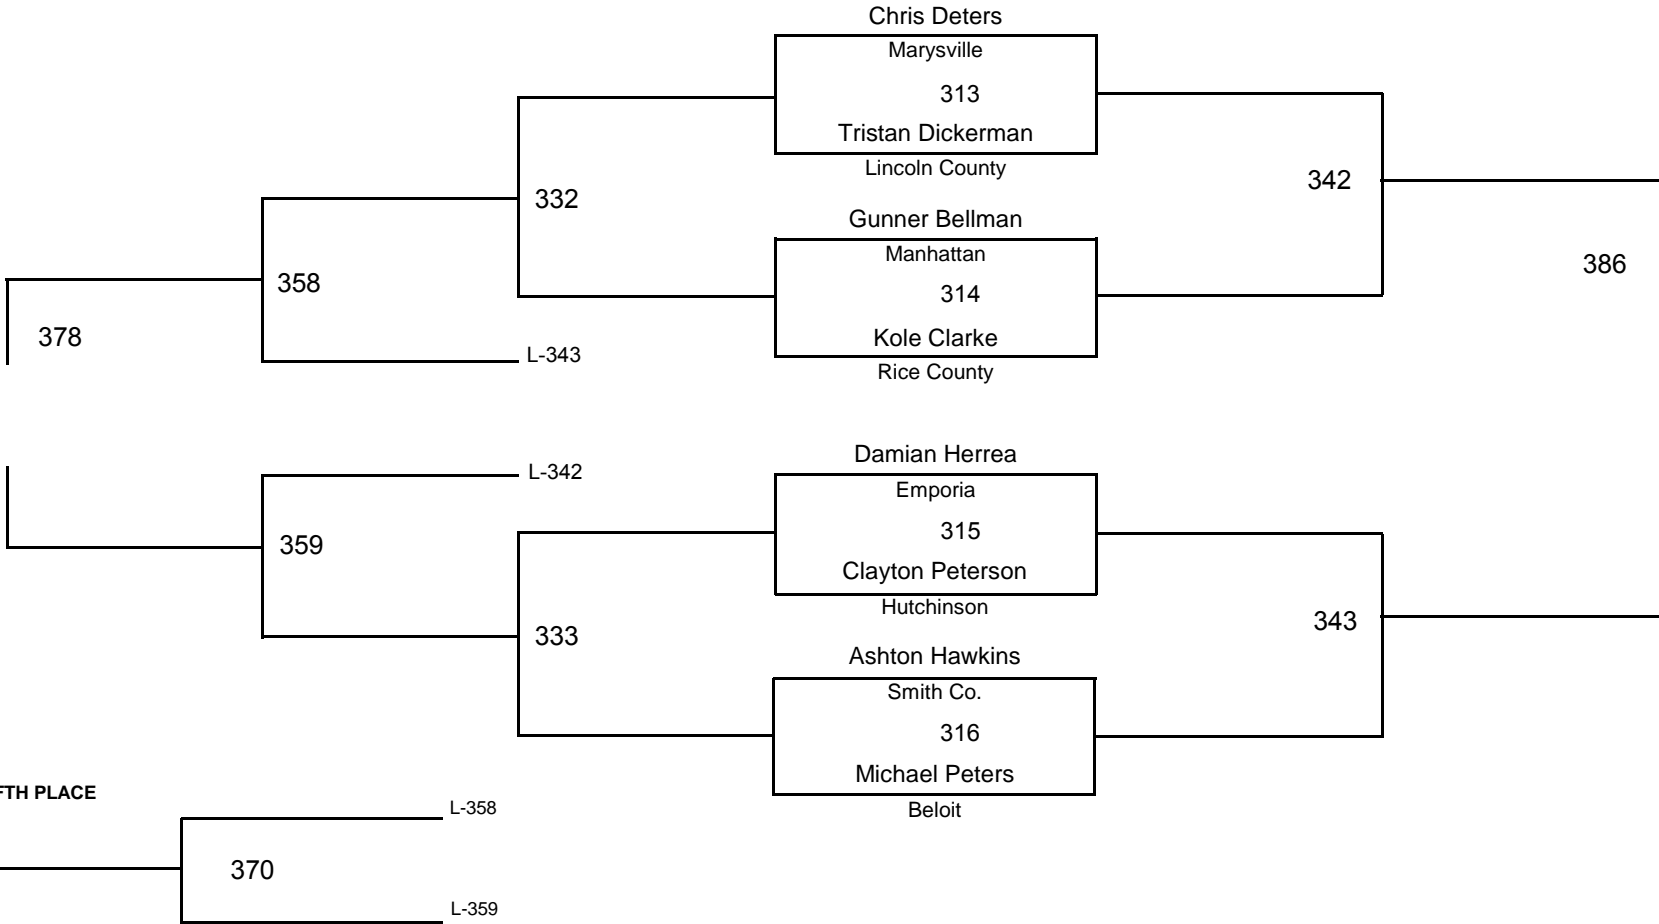 Chris Deters
Marysville
313
Tristan Dickerman
Lincoln County
342
332
Gunner Bellman
Manhattan
386
358
314
378
Kole Clarke
L-343
Rice County
Damian Herrea
L-342
Emporia
315
359
Clayton Peterson
Hutchinson
343
333
Ashton Hawkins
Smith Co.
316
Michael Peters
FTH PLACE
L-358
Beloit
370
L-359